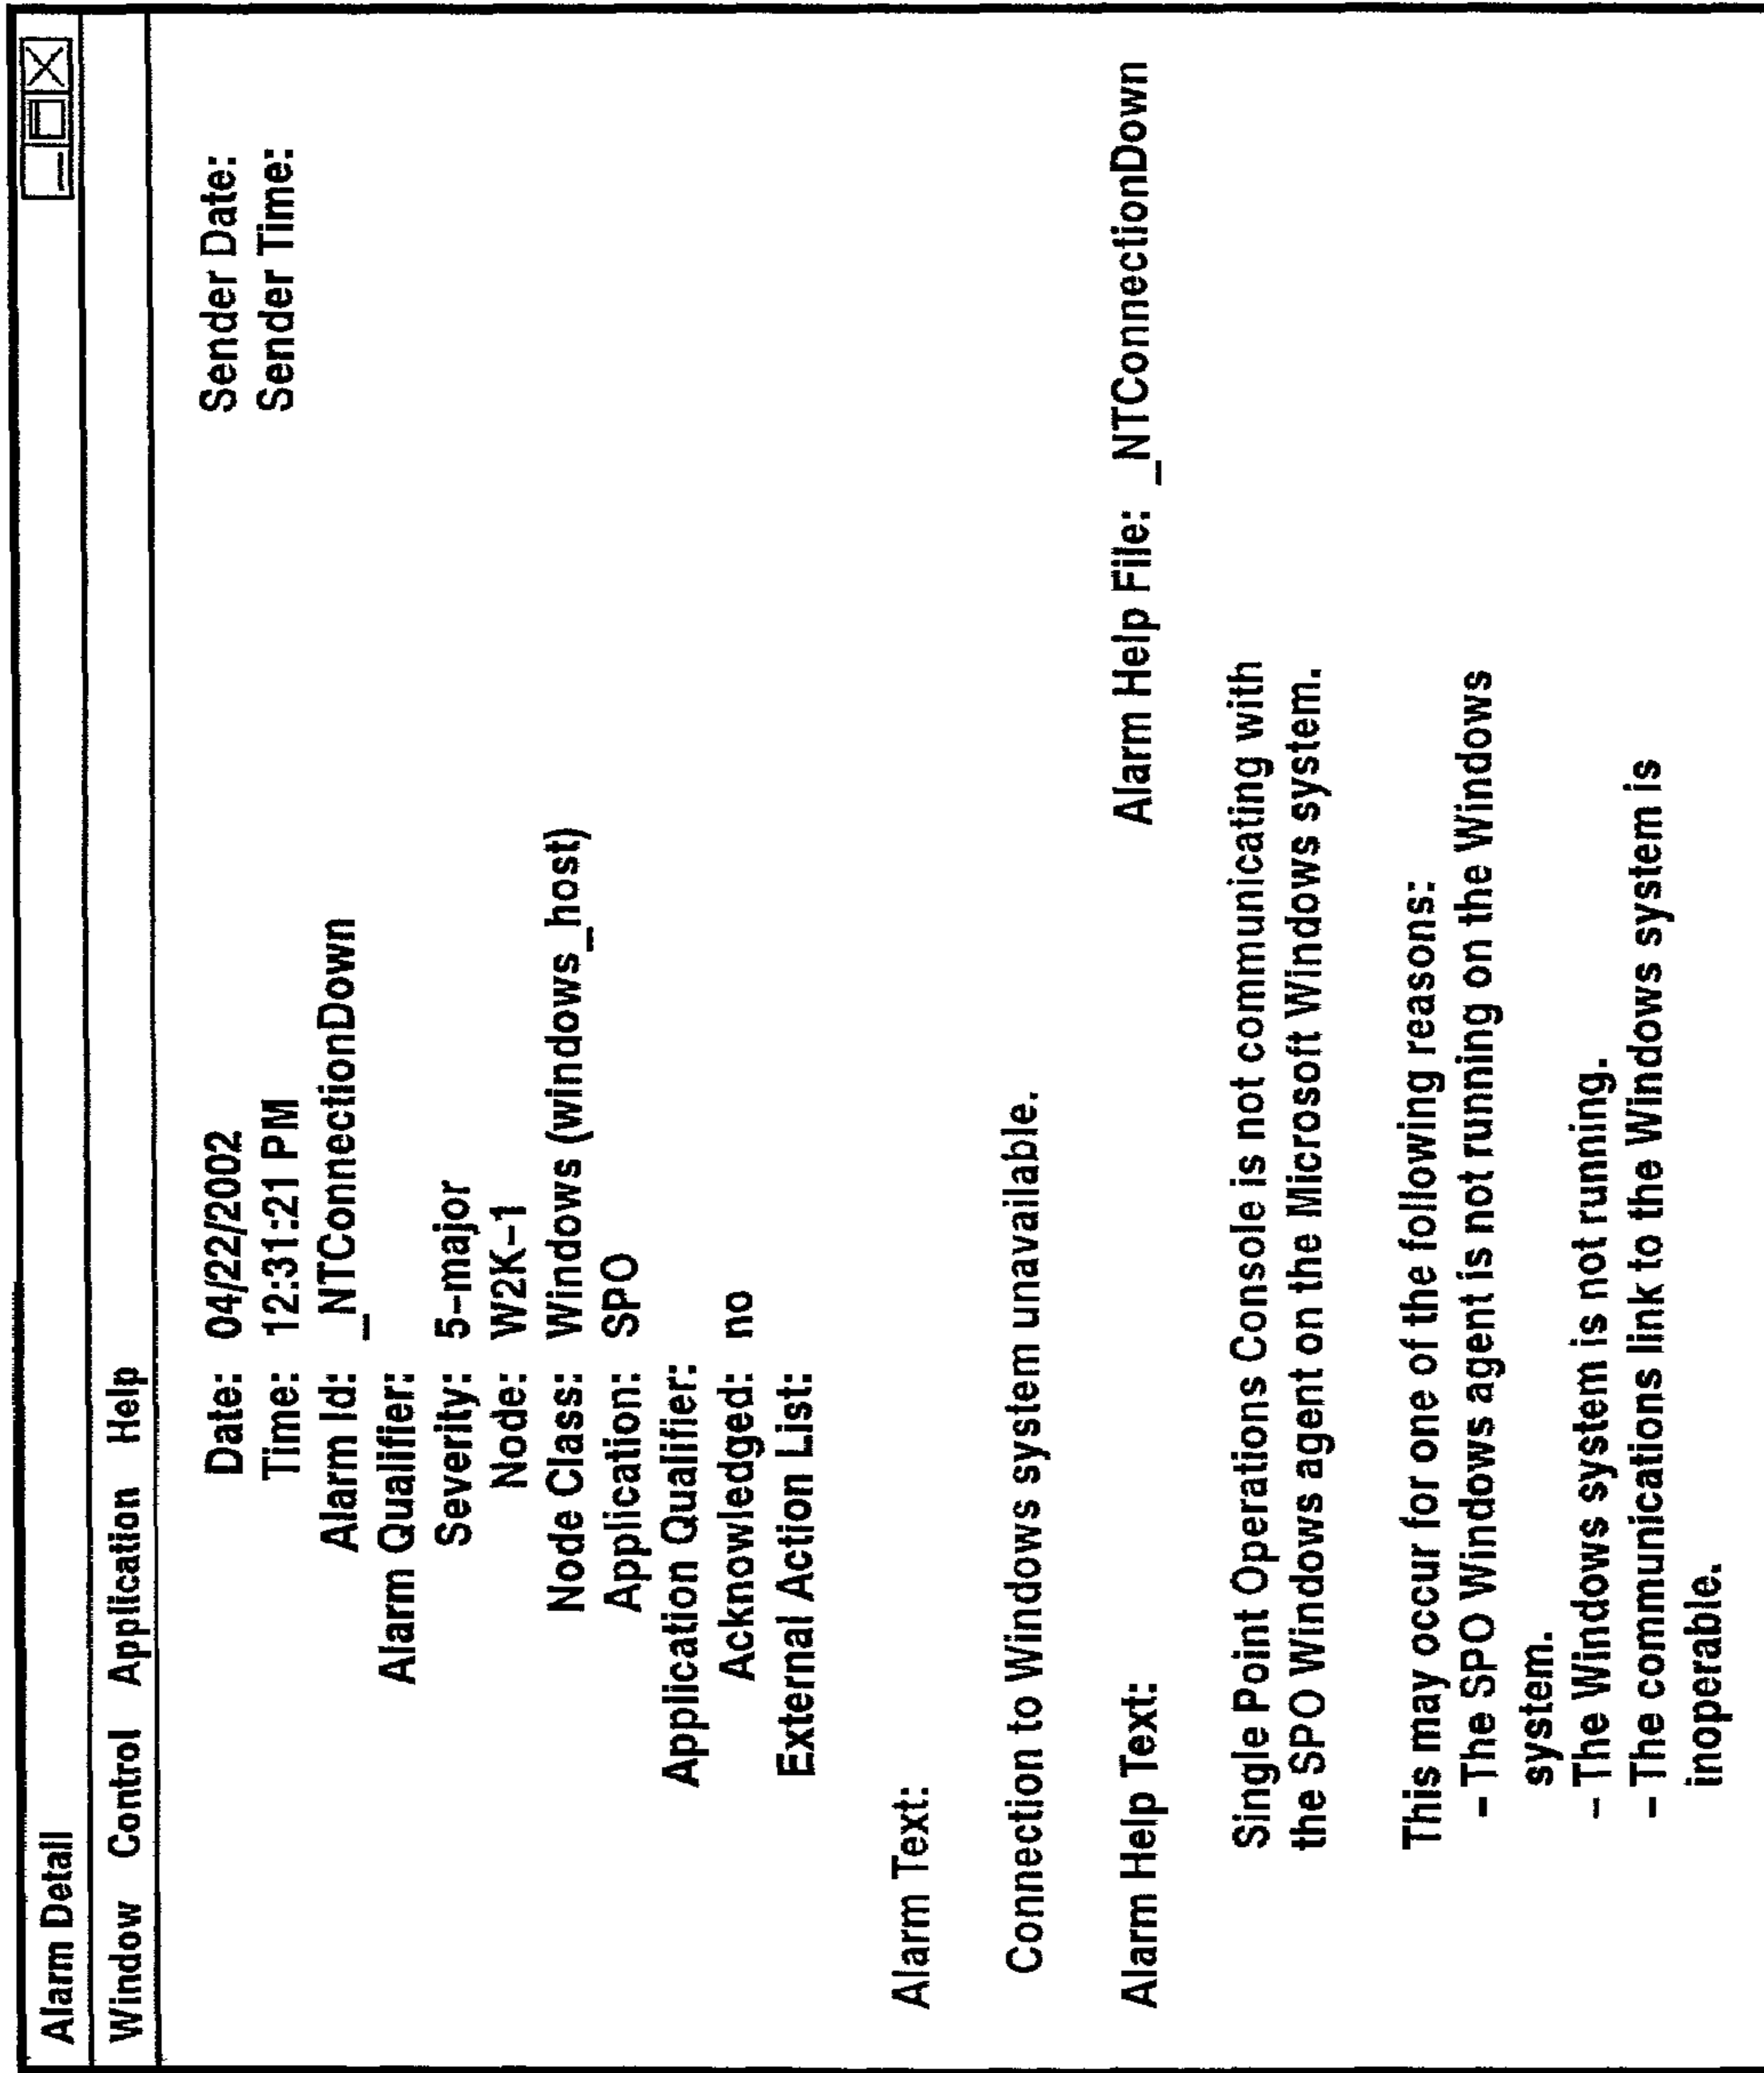 Alarm Detail
Window Control Application Help
Date: 04/22/2002 Sender Date:
Time: 12:31:21 PM Sender Time:
Alarm Id: _NTConnectionDown
Alarm Qualifier:
Severity: 5-major
Node: W2K-1
Node Class: Windows (windows_host)
Application: SPO
Application Qualifier:
Acknowledged: no
External Action List:
Alarm Text:
Connection to Windows system unavailable.
Alarm Help Text: Alarm Help File: _NTConnectionDown
Single Point Operations Console is not communicating with
the SPO Windows agent on the Microsoft Windows system.
This may occur for one of the following reasons:
- The SPO Windows agent is not running on the Windows
system.
- The Windows system is not running.
- The communications link to the Windows system is
inoperable.